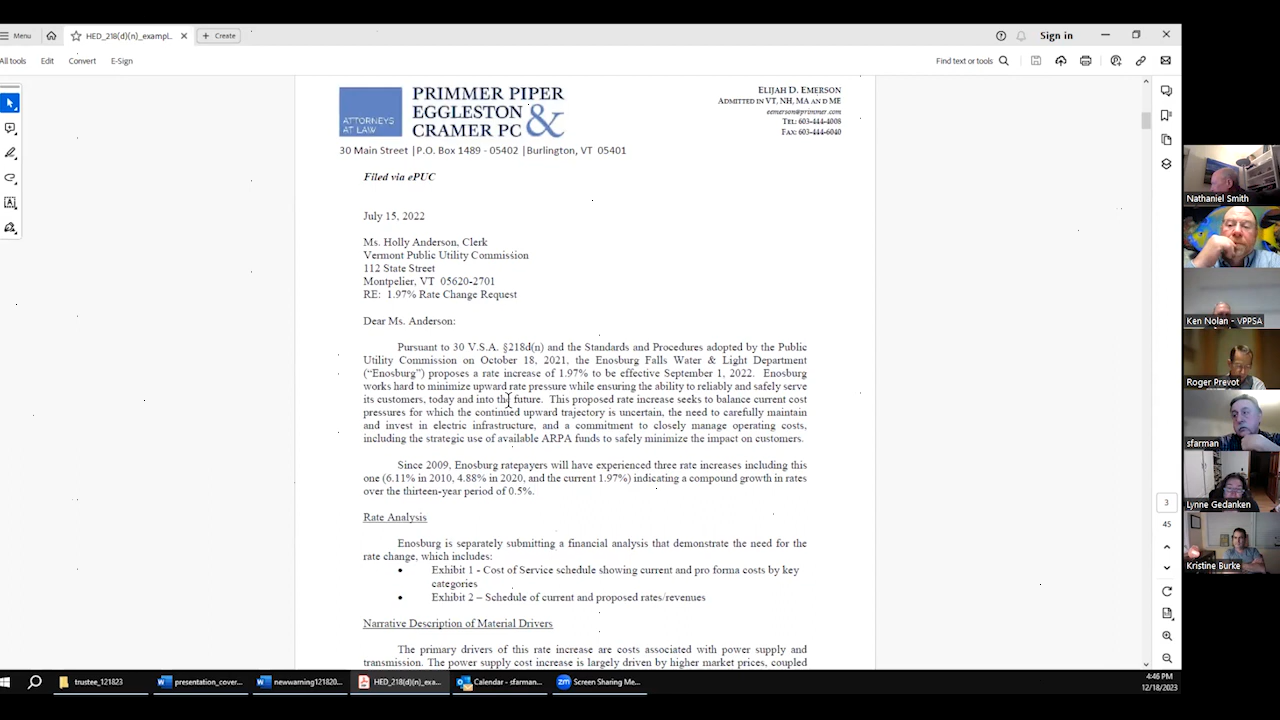 Menu
HED_218(d)(n)_exampl...
Create
Sign in
All tools
Edit
Convert
E-Sign
Find text or tools
PRIMMER PIPER
EGGLESTON &
CRAMER PC
ATTORNEYS
AT LAW
ELIJAH D. EMERSON
ADMITTED IN VT, NH, MA AND ME
eemerson@primmer.com
TEL: 603-444-4008
FAX: 603-444-6040
30 Main Street |P.O. Box 1489 - 05402 |Burlington, VT 05401
Filed via ePUC
July 15, 2022
Ms. Holly Anderson, Clerk
Vermont Public Utility Commission
112 State Street
Montpelier, VT 05620-2701
RE: 1.97% Rate Change Request
Dear Ms. Anderson:
Pursuant to 30 V.S.A. §218d(n) and the Standards and Procedures adopted by the Public
Utility Commission on October 18, 2021, the Enosburg Falls Water & Light Department
("Enosburg") proposes a rate increase of 1.97% to be effective September 1, 2022. Enosburg
works hard to minimize upward rate pressure while ensuring the ability to reliably and safely serve
its customers, today and into the future. This proposed rate increase seeks to balance current cost
pressures for which the continued upward trajectory is uncertain, the need to carefully maintain
and invest in electric infrastructure, and a commitment to closely manage operating costs,
including the strategic use of available ARPA funds to safely minimize the impact on customers.
Since 2009, Enosburg ratepayers will have experienced three rate increases including this
one (6.11% in 2010, 4.88% in 2020, and the current 1.97%) indicating a compound growth in rates
over the thirteen-year period of 0.5%.
Rate Analysis
Enosburg is separately submitting a financial analysis that demonstrate the need for the
rate change, which includes:
• Exhibit 1 - Cost of Service schedule showing current and pro forma costs by key
categories
• Exhibit 2 – Schedule of current and proposed rates/revenues
Narrative Description of Material Drivers
The primary drivers of this rate increase are costs associated with power supply and
transmission. The power supply cost increase is largely driven by higher market prices, coupled
3
45
Nathaniel Smith
Ken Nolan - VPPSA
Roger Prevot
sfarman
Lynne Gedanken
Kristine Burke
trustee_121823
presentation_cover...
newwarning121820...
HED_218(d)(n)_exa...
Calendar - sfarman...
zm
Screen Sharing Me...
4:46 PM
12/18/2023